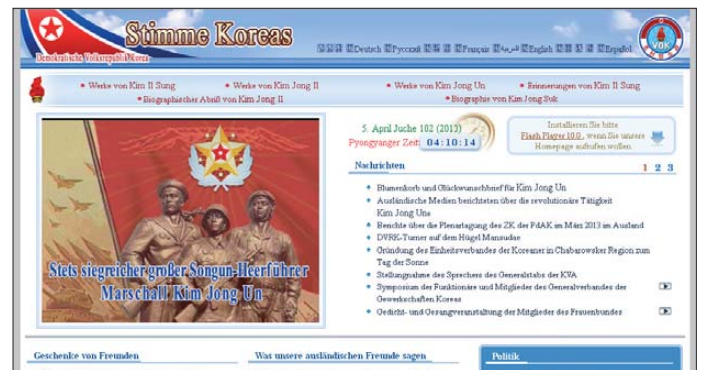 Stimme Koreas
Demokratische Volksrepublik Korea
Deutsch Русский Français العربية English Español
VOK
Werke von Kim Il Sung
Werke von Kim Jong Il
Werke von Kim Jong Un
Erinnerungen von Kim Il Sung
Biographischer Abriß von Kim Jong Il
Biographie von Kim Jong Suk
5. April Juche 102 (2013)
Pyongyanger Zeit: 04:10:14
Installieren Sie bitte
Flash Player 10.0 , wenn Sie unsere
Homepage aufrufen wollen.
Nachrichten
1 2 3
Blumenkorb und Glückwunschbrief für Kim Jong Un
Ausländische Medien berichteten über die revolutionäre Tätigkeit
Kim Jong Uns
Berichte über die Plenartagung des ZK der PdAK im März 2013 im Ausland
DVRK-Turner auf dem Hügel Mansudae
Gründung des Einheitsverbandes der Koreaner in Chabarowsker Region zum
Tag der Sonne
Stellungnahme des Sprechers des Generalstabs der KVA
Symposium der Funktionäre und Mitglieder des Generalverbandes der
Gewerkschaften Koreas
Gedicht- und Gesangveranstaltung der Mitglieder des Frauenbundes
Stets siegreicher großer Songun-Heerführer
Marschall Kim Jong Un
Geschenke von Freunden
Was unsere ausländischen Freunde sagen
Politik